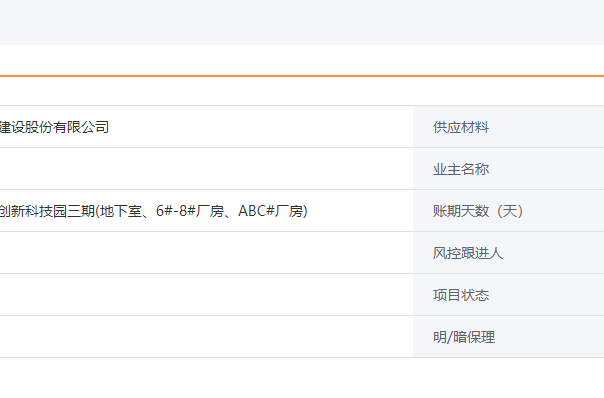 建设股份有限公司 供应材料
业主名称
创新科技园三期(地下室、6#-8#厂房、ABC#厂房) 账期天数（天）
风控跟进人
项目状态
明/暗保理